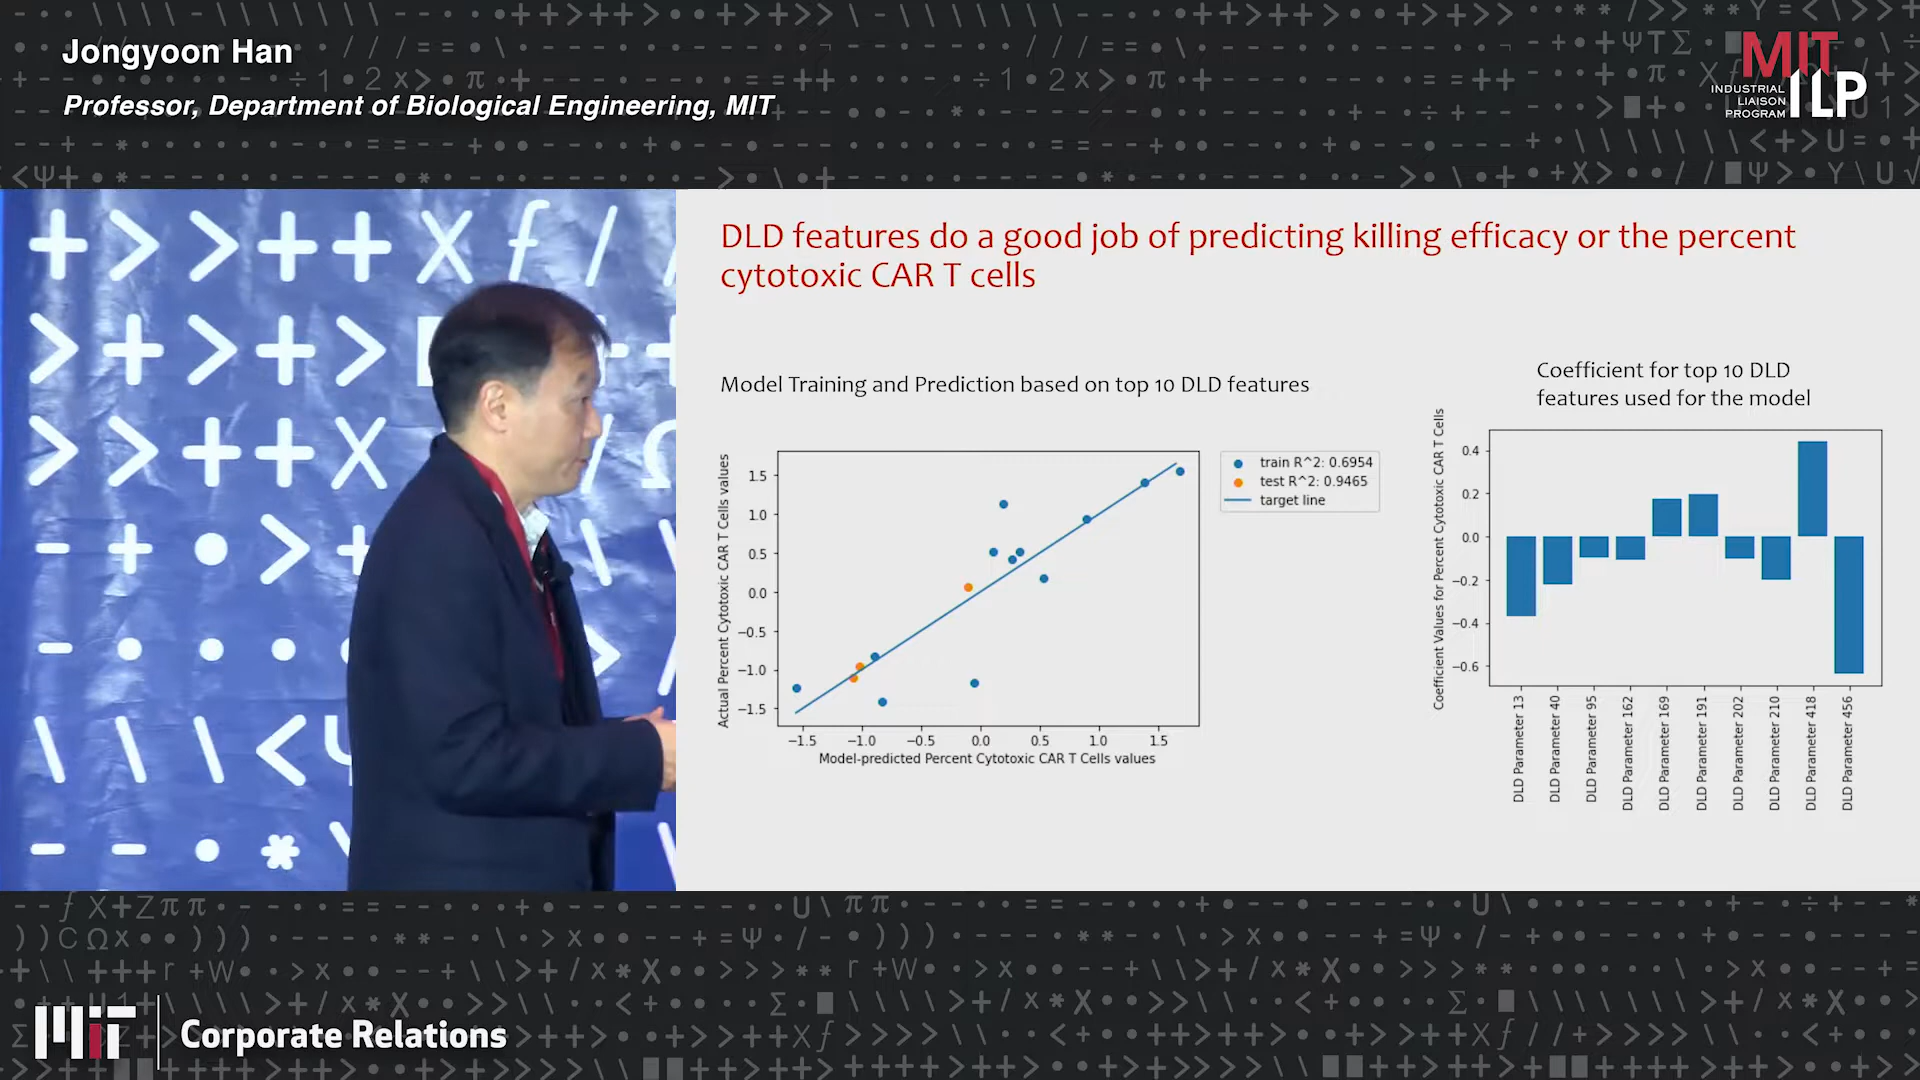 Jongyoon Han
Professor, Department of Biological Engineering, MIT
MIT
INDUSTRIAL
LIAISON
PROGRAM
ILP
DLD features do a good job of predicting killing efficacy or the percent
cytotoxic CAR T cells
Model Training and Prediction based on top 10 DLD features
Actual Percent Cytotoxic CAR T Cells values
1.5
1.0
0.5
0.0
−0.5
−1.0
−1.5
−1.5 −1.0 −0.5 0.0 0.5 1.0 1.5
Model-predicted Percent Cytotoxic CAR T Cells values
train R^2: 0.6954
test R^2: 0.9465
target line
Coefficient for top 10 DLD
features used for the model
Coefficient Values for Percent Cytotoxic CAR T Cells
0.4
0.2
0.0
−0.2
−0.4
−0.6
DLD Parameter 13
DLD Parameter 40
DLD Parameter 95
DLD Parameter 162
DLD Parameter 169
DLD Parameter 191
DLD Parameter 202
DLD Parameter 210
DLD Parameter 418
DLD Parameter 456
MIT
Corporate Relations